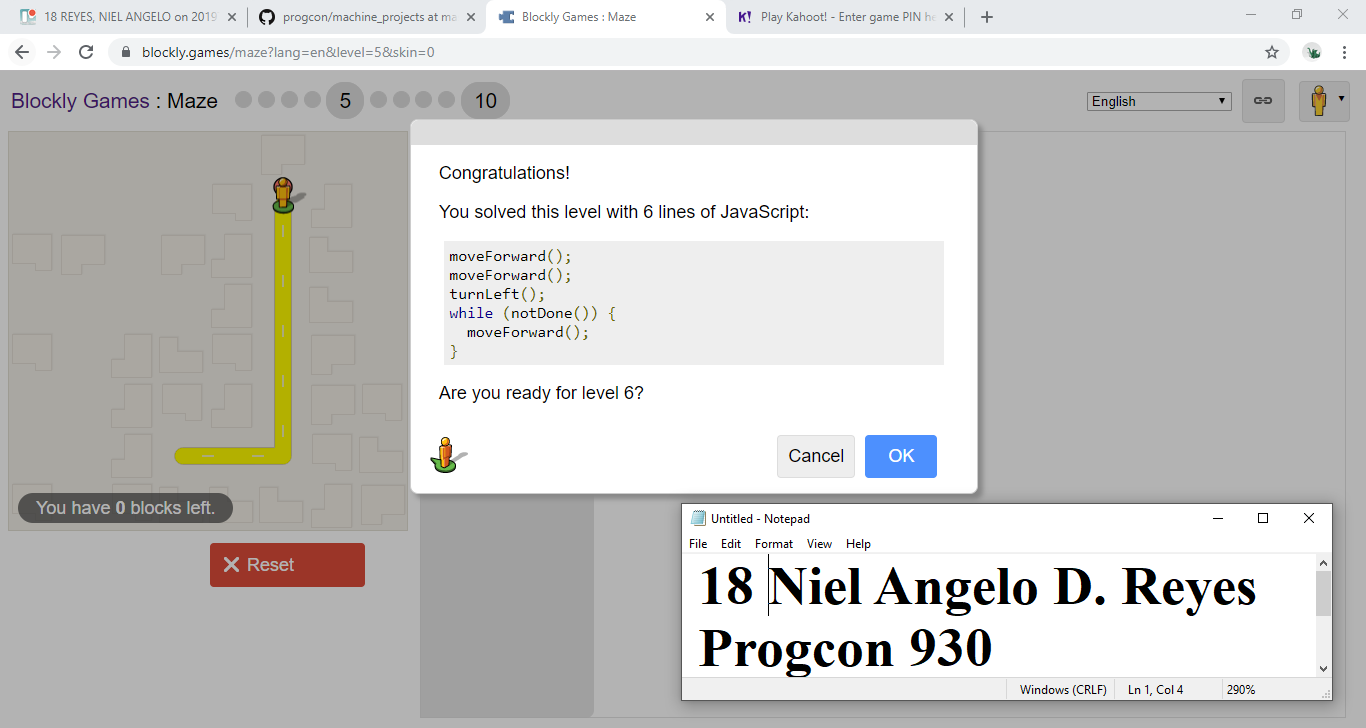 18 REYES, NIEL ANGELO on 2019
progcon/machine_projects at ma
Blockly Games : Maze
K! Play Kahoot! - Enter game PIN he
blockly.games/maze?lang=en&level=5&skin=0
Blockly Games : Maze 5 10
English
Congratulations!
You solved this level with 6 lines of JavaScript:
moveForward();
moveForward();
turnLeft();
while (notDone()) {
  moveForward();
}
Are you ready for level 6?
Cancel OK
You have 0 blocks left.
Reset
Untitled - Notepad
File Edit Format View Help
18 Niel Angelo D. Reyes
Progcon 930
Windows (CRLF) Ln 1, Col 4 290%